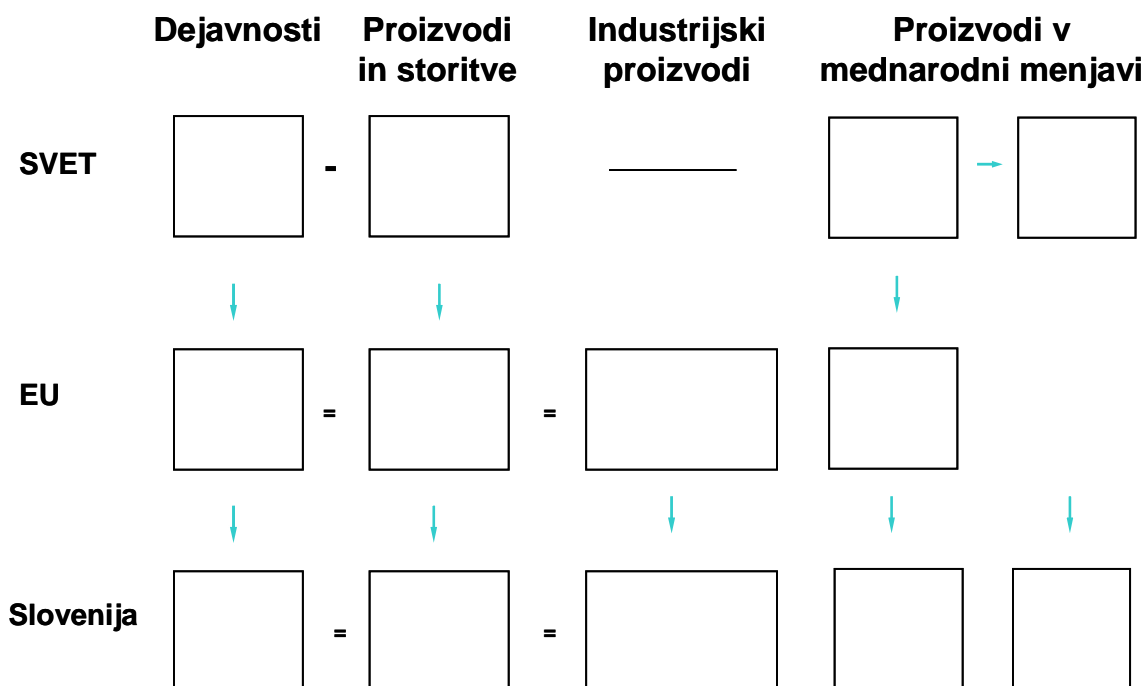 Dejavnosti
Proizvodi
in storitve
Industrijski
proizvodi
Proizvodi v
mednarodni menjavi
SVET
-
EU
=
=
Slovenija
=
=